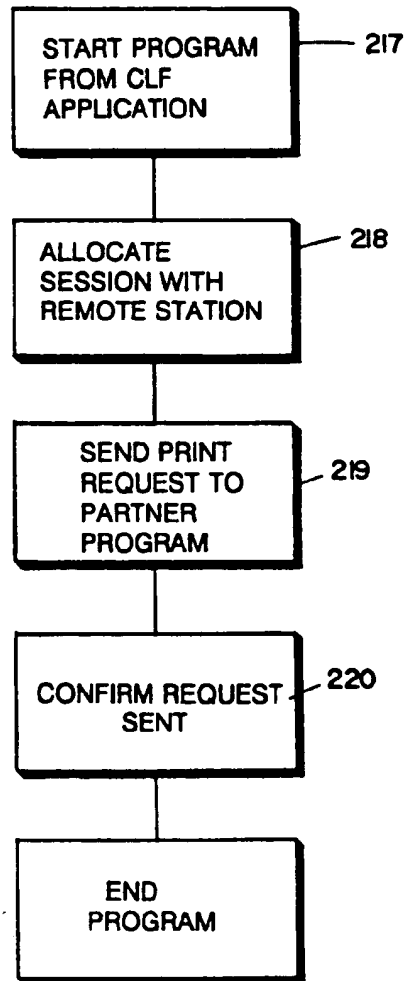 START PROGRAM
FROM CLF
APPLICATION
217
ALLOCATE
SESSION WITH
REMOTE STATION
218
SEND PRINT
REQUEST TO
PARTNER
PROGRAM
219
CONFIRM REQUEST
SENT
220
END
PROGRAM